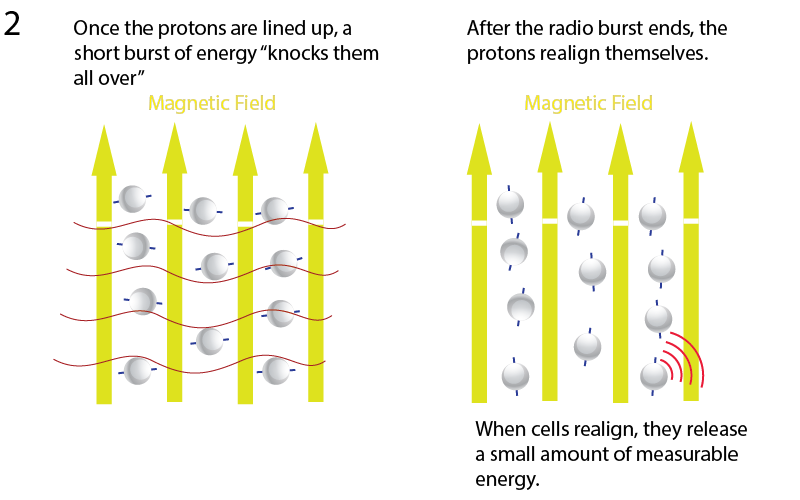 2
Once the protons are lined up, a
short burst of energy “knocks them
all over”
Magnetic Field
After the radio burst ends, the
protons realign themselves.
Magnetic Field
When cells realign, they release
a small amount of measurable
energy.